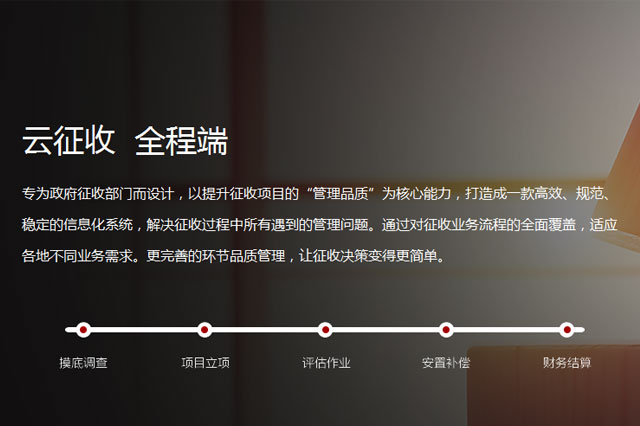 云征收 全程端
专为政府征收部门而设计，以提升征收项目的“管理品质”为核心能力，打造成一款高效、规范、
稳定的信息化系统，解决征收过程中所有遇到的管理问题。通过对征收业务流程的全面覆盖，适应
各地不同业务需求。更完善的环节品质管理，让征收决策变得更简单。
摸底调查 项目立项 评估作业 安置补偿 财务结算